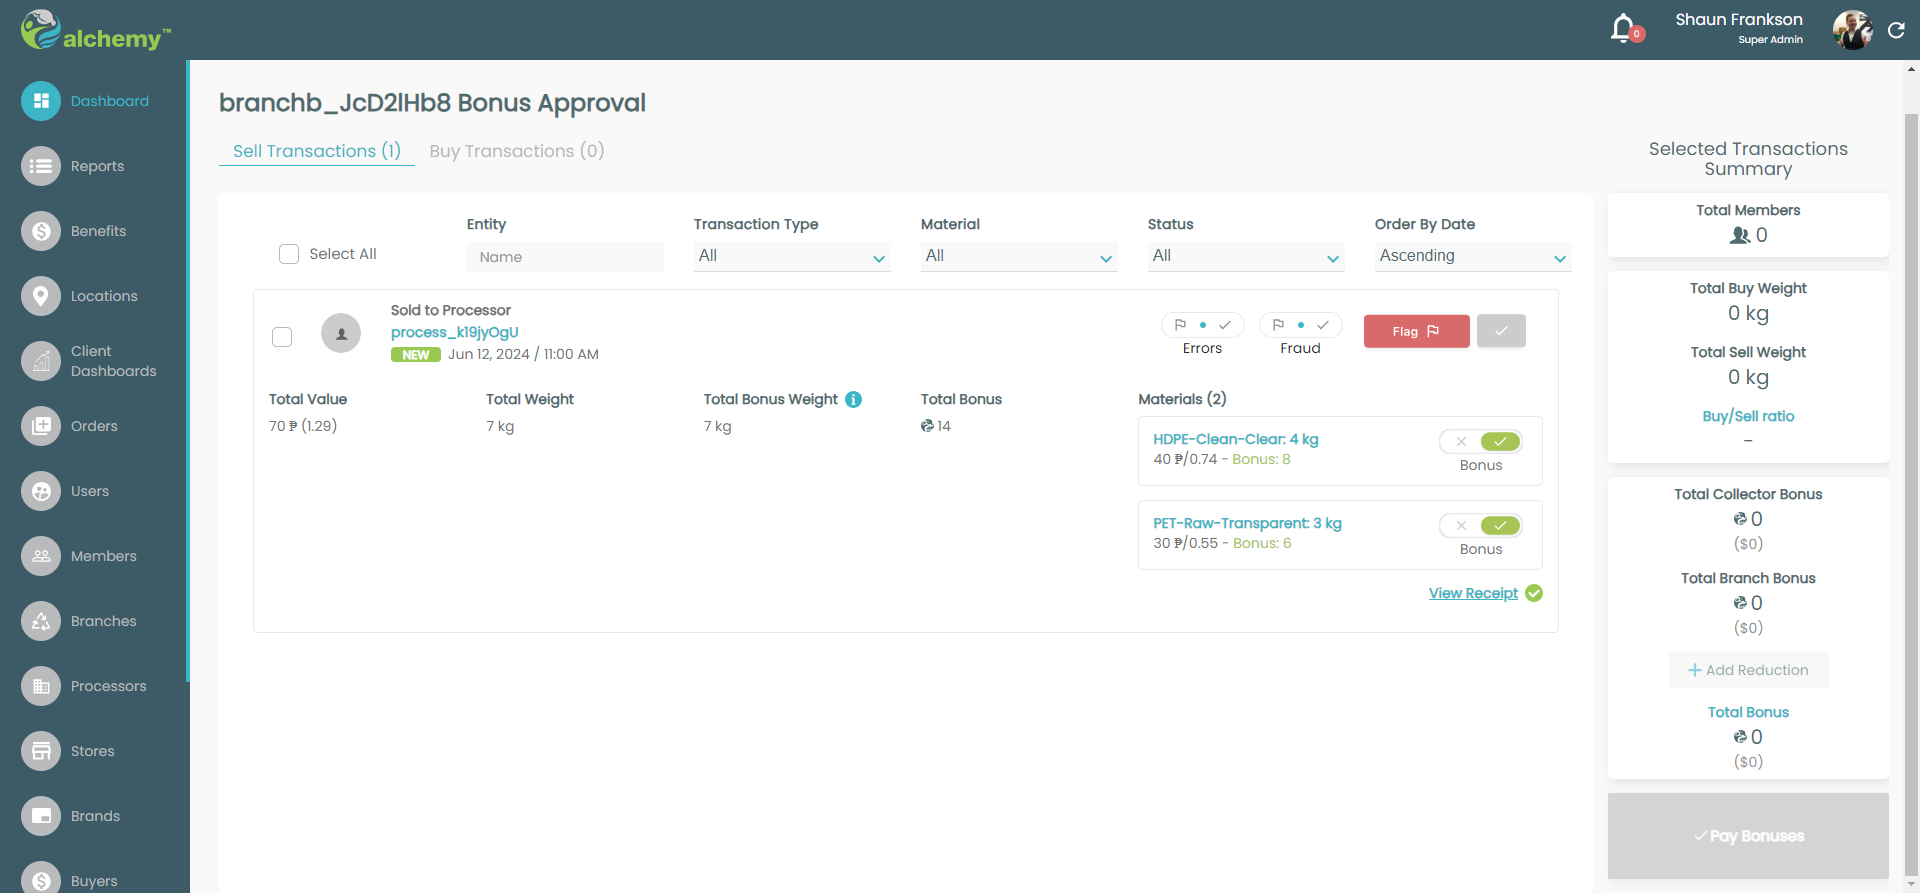 alchemy™
0
Shaun Frankson
Super Admin
Dashboard
Reports
Benefits
Locations
Client
Dashboards
Orders
Users
Members
Branches
Processors
Stores
Brands
Buyers
branchb_JcD2lHb8 Bonus Approval
Sell Transactions (1)
Buy Transactions (0)
Select All
Entity
Name
Transaction Type
All
Material
All
Status
All
Order By Date
Ascending
Sold to Processor
process_k19jyOgU
NEW Jun 12, 2024 / 11:00 AM
Errors
Fraud
Flag
Total Value
70 ₱ (1.29)
Total Weight
7 kg
Total Bonus Weight
7 kg
Total Bonus
14
Materials (2)
HDPE-Clean-Clear: 4 kg
40 ₱/0.74 - Bonus: 8
Bonus
PET-Raw-Transparent: 3 kg
30 ₱/0.55 - Bonus: 6
Bonus
View Receipt
Selected Transactions
Summary
Total Members
0
Total Buy Weight
0 kg
Total Sell Weight
0 kg
Buy/Sell ratio
–
Total Collector Bonus
0
($0)
Total Branch Bonus
0
($0)
+ Add Reduction
Total Bonus
0
($0)
Pay Bonuses